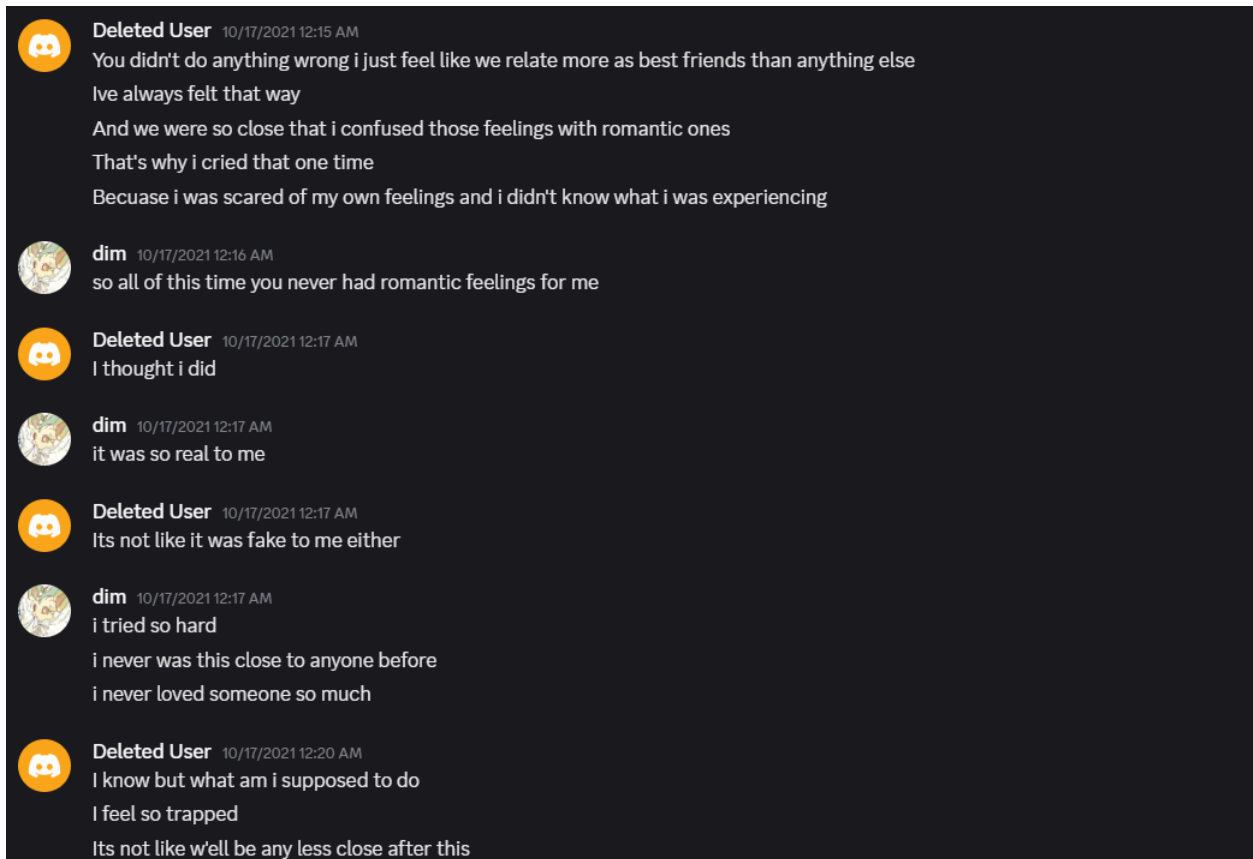 Deleted User 10/17/2021 12:15 AM
You didn't do anything wrong i just feel like we relate more as best friends than anything else
Ive always felt that way
And we were so close that i confused those feelings with romantic ones
That's why i cried that one time
Becuase i was scared of my own feelings and i didn't know what i was experiencing
dim 10/17/2021 12:16 AM
so all of this time you never had romantic feelings for me
Deleted User 10/17/2021 12:17 AM
I thought i did
dim 10/17/2021 12:17 AM
it was so real to me
Deleted User 10/17/2021 12:17 AM
Its not like it was fake to me either
dim 10/17/2021 12:17 AM
i tried so hard
i never was this close to anyone before
i never loved someone so much
Deleted User 10/17/2021 12:20 AM
I know but what am i supposed to do
I feel so trapped
Its not like w'ell be any less close after this